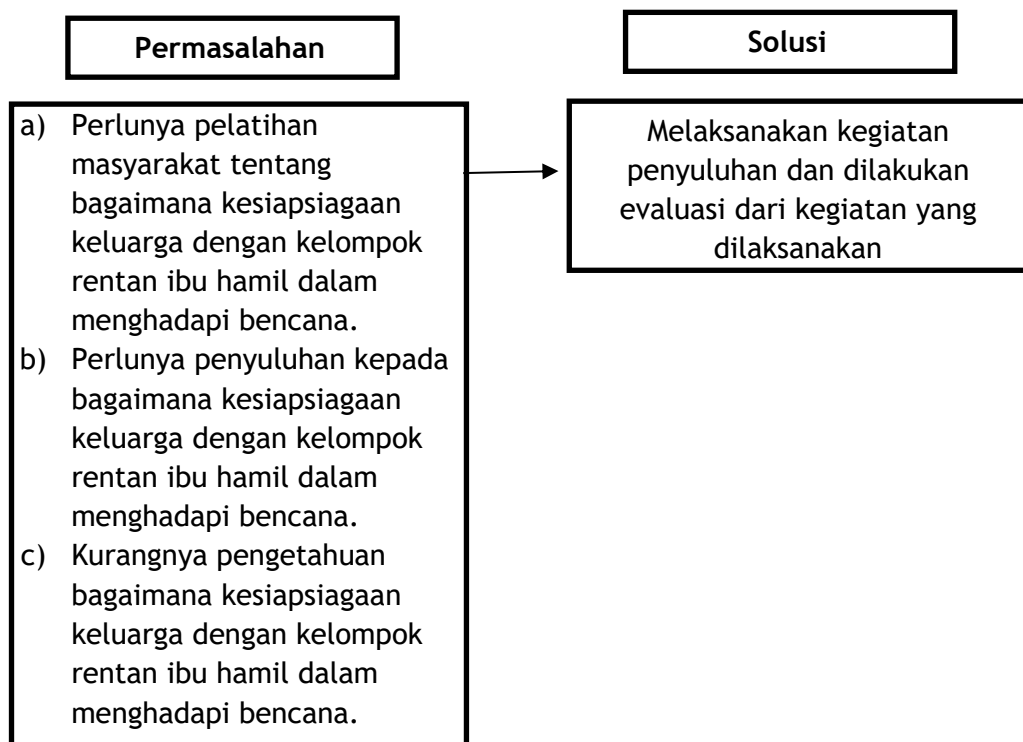 Permasalahan
a) Perlunya pelatihan
masyarakat tentang
bagaimana kesiapsiagaan
keluarga dengan kelompok
rentan ibu hamil dalam
menghadapi bencana.
b) Perlunya penyuluhan kepada
bagaimana kesiapsiagaan
keluarga dengan kelompok
rentan ibu hamil dalam
menghadapi bencana.
c) Kurangnya pengetahuan
bagaimana kesiapsiagaan
keluarga dengan kelompok
rentan ibu hamil dalam
menghadapi bencana.
Solusi
Melaksanakan kegiatan
penyuluhan dan dilakukan
evaluasi dari kegiatan yang
dilaksanakan